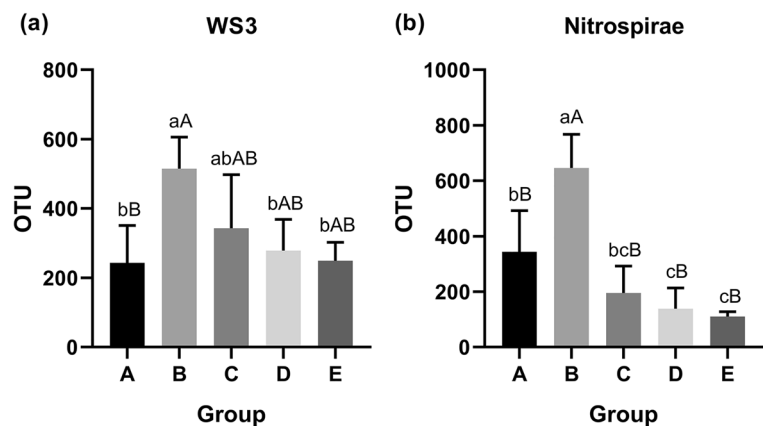 (a)
WS3
800
600
400
200
0
OTU
bB
aA
abAB
bAB
bAB
A B C D E
Group
(b)
Nitrospirae
1000
800
600
400
200
0
OTU
bB
aA
bcB
cB
cB
A B C D E
Group